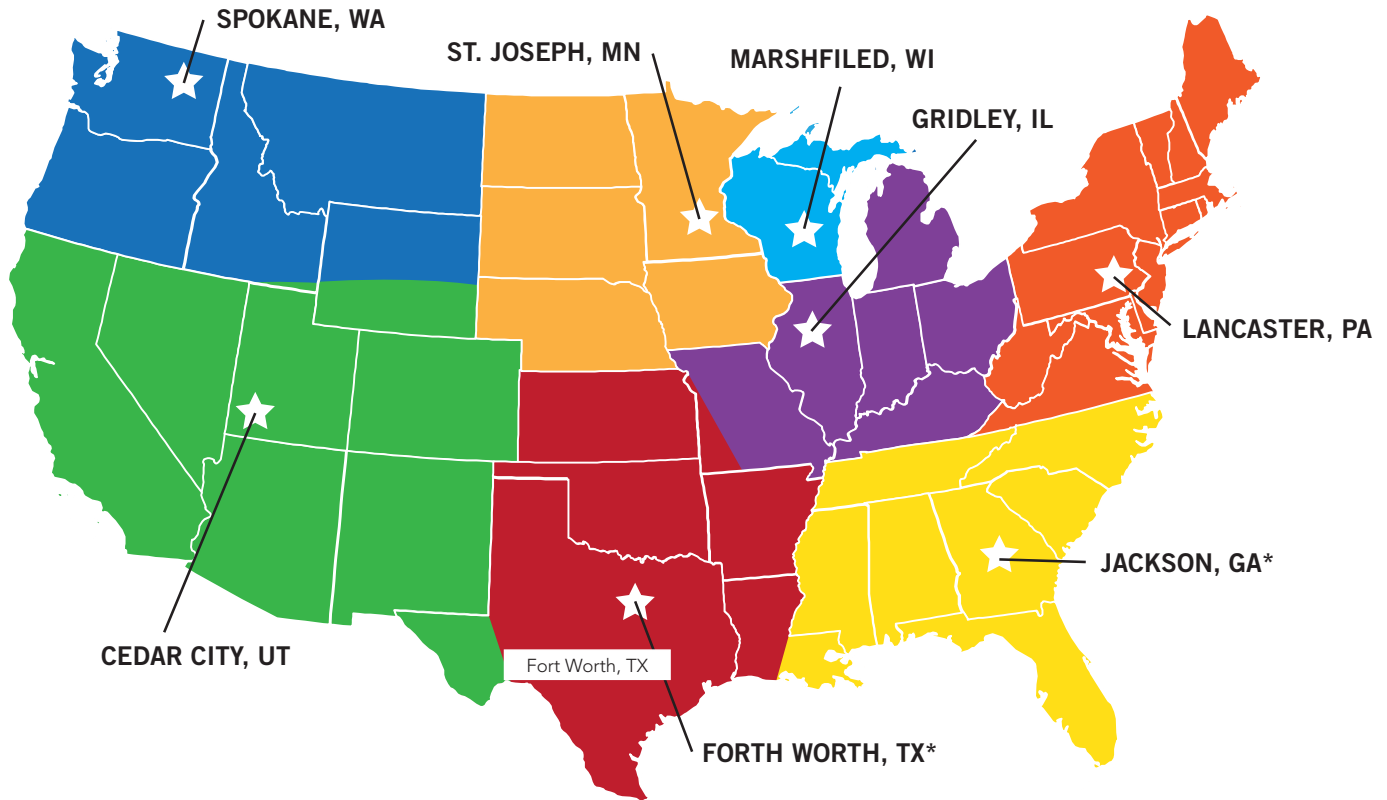 SPOKANE, WA
ST. JOSEPH, MN
MARSHFILED, WI
GRIDLEY, IL
LANCASTER, PA
JACKSON, GA*
CEDAR CITY, UT
Fort Worth, TX
FORTH WORTH, TX*